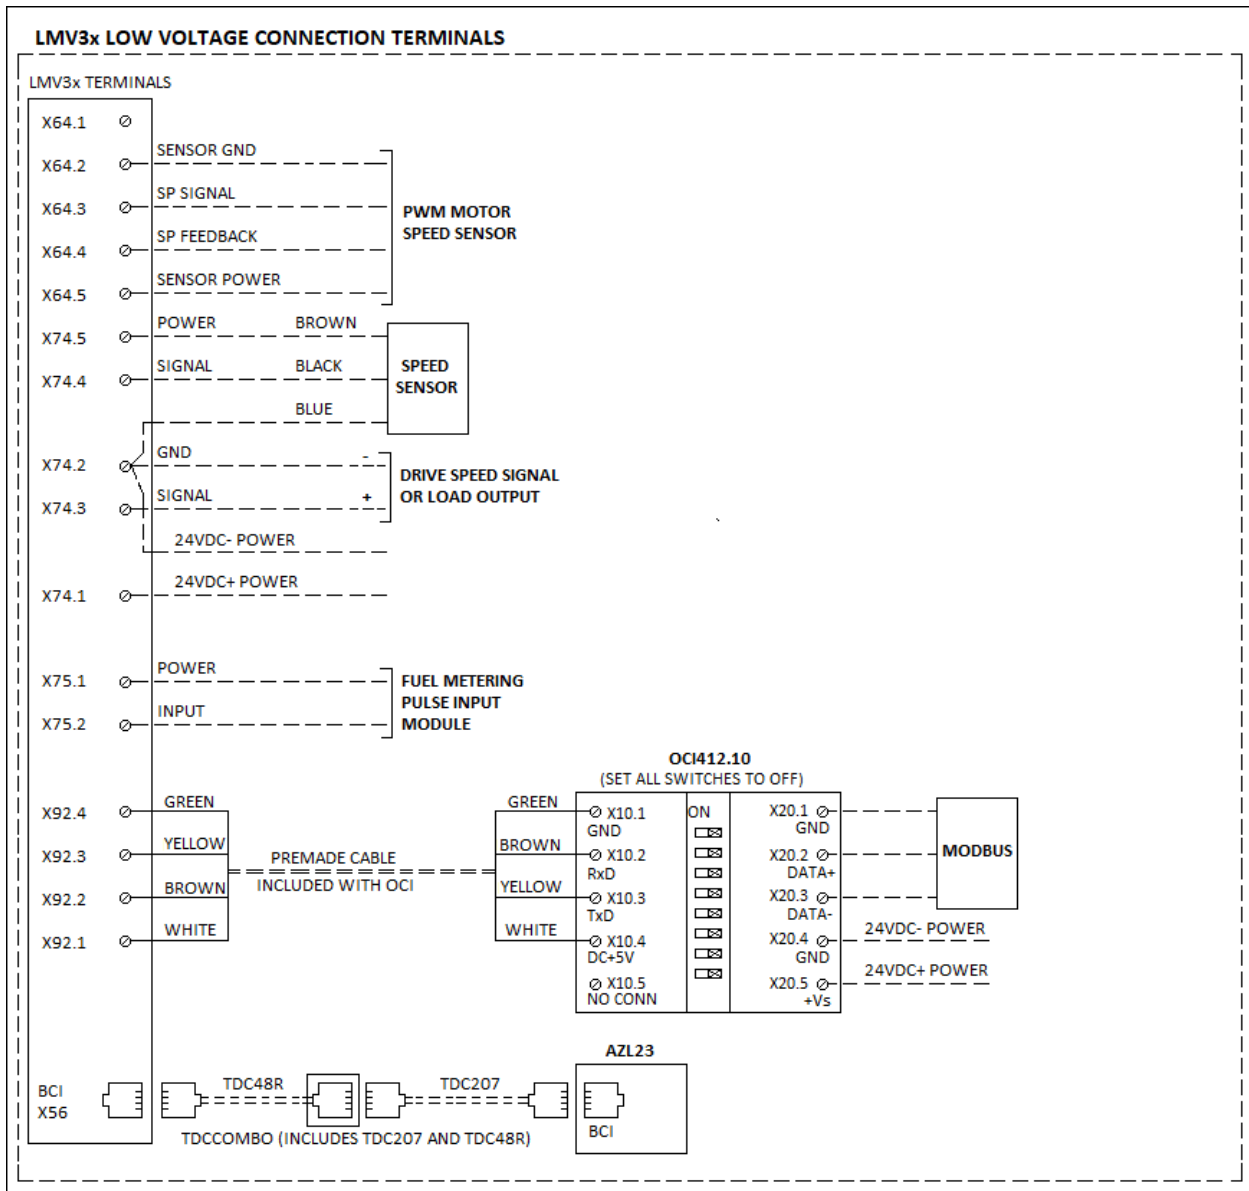 LMV3x LOW VOLTAGE CONNECTION TERMINALS
LMV3x TERMINALS
X64.1
X64.2 SENSOR GND
X64.3 SP SIGNAL
X64.4 SP FEEDBACK
X64.5 SENSOR POWER
PWM MOTOR
SPEED SENSOR
X74.5 POWER BROWN
X74.4 SIGNAL BLACK
BLUE
SPEED
SENSOR
X74.2 GND -
X74.3 SIGNAL +
DRIVE SPEED SIGNAL
OR LOAD OUTPUT
24VDC- POWER
X74.1 24VDC+ POWER
X75.1 POWER
X75.2 INPUT
FUEL METERING
PULSE INPUT
MODULE
OCI412.10
(SET ALL SWITCHES TO OFF)
X92.4 GREEN
X92.3 YELLOW
X92.2 BROWN
X92.1 WHITE
PREMADE CABLE
INCLUDED WITH OCI
GREEN X10.1
GND
BROWN X10.2
RxD
YELLOW X10.3
TxD
WHITE X10.4
DC+5V
X10.5
NO CONN
ON
X20.1
GND
X20.2
DATA+
X20.3
DATA-
X20.4 24VDC- POWER
GND
X20.5 24VDC+ POWER
+Vs
MODBUS
AZL23
BCI
X56
TDC48R
TDC207
BCI
TDCCOMBO (INCLUDES TDC207 AND TDC48R)